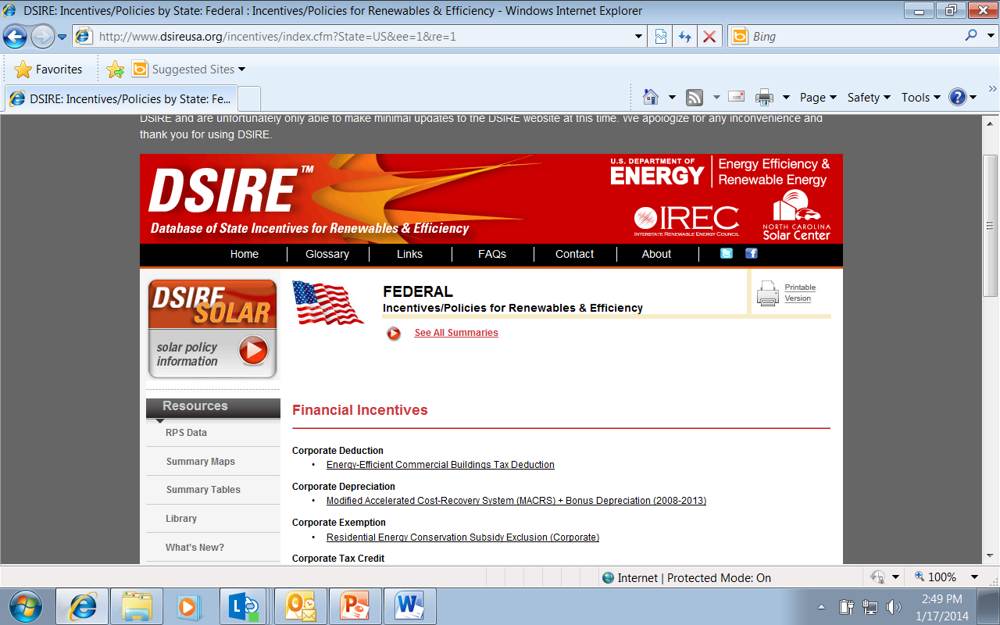 DSIRE: Incentives/Policies by State: Federal : Incentives/Policies for Renewables & Efficiency - Windows Internet Explorer
http://www.dsireusa.org/incentives/index.cfm?State=US&ee=1&re=1
Bing
Favorites
Suggested Sites
DSIRE: Incentives/Policies by State: Fe...
Page
Safety
Tools
DSIRE and are unfortunately only able to make minimal updates to the DSIRE website at this time. We apologize for any inconvenience and
thank you for using DSIRE.
DSIRE™
Database of State Incentives for Renewables & Efficiency
U.S. DEPARTMENT OF
ENERGY
Energy Efficiency &
Renewable Energy
IREC
INTERSTATE RENEWABLE ENERGY COUNCIL
NORTH CAROLINA
Solar Center
Home
Glossary
Links
FAQs
Contact
About
DSIRE
SOLAR
solar policy
information
FEDERAL
Incentives/Policies for Renewables & Efficiency
Printable
Version
See All Summaries
Resources
RPS Data
Summary Maps
Summary Tables
Library
What's New?
Financial Incentives
Corporate Deduction
• Energy-Efficient Commercial Buildings Tax Deduction
Corporate Depreciation
• Modified Accelerated Cost-Recovery System (MACRS) + Bonus Depreciation (2008-2013)
Corporate Exemption
• Residential Energy Conservation Subsidy Exclusion (Corporate)
Corporate Tax Credit
Internet | Protected Mode: On
100%
2:49 PM
1/17/2014